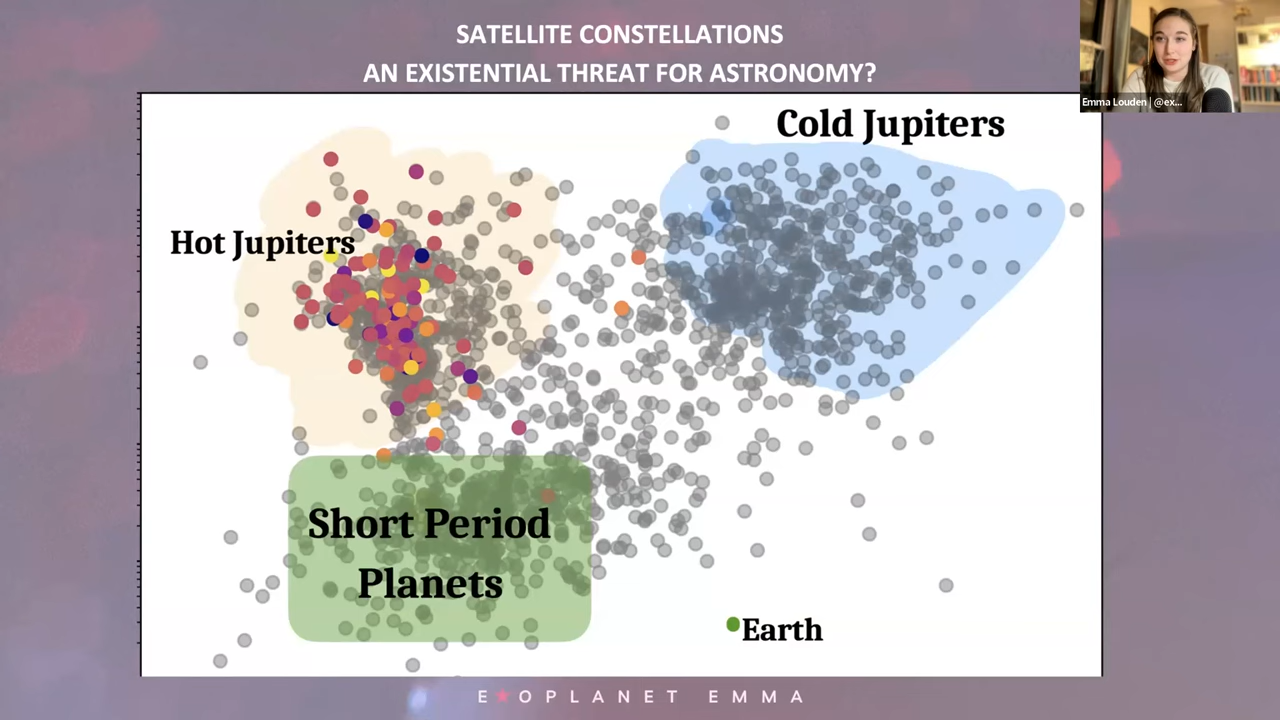 SATELLITE CONSTELLATIONS
AN EXISTENTIAL THREAT FOR ASTRONOMY?
Emma Louden | @ex...
Cold Jupiters
Hot Jupiters
Short Period
Planets
Earth
E OPLANET EMMA